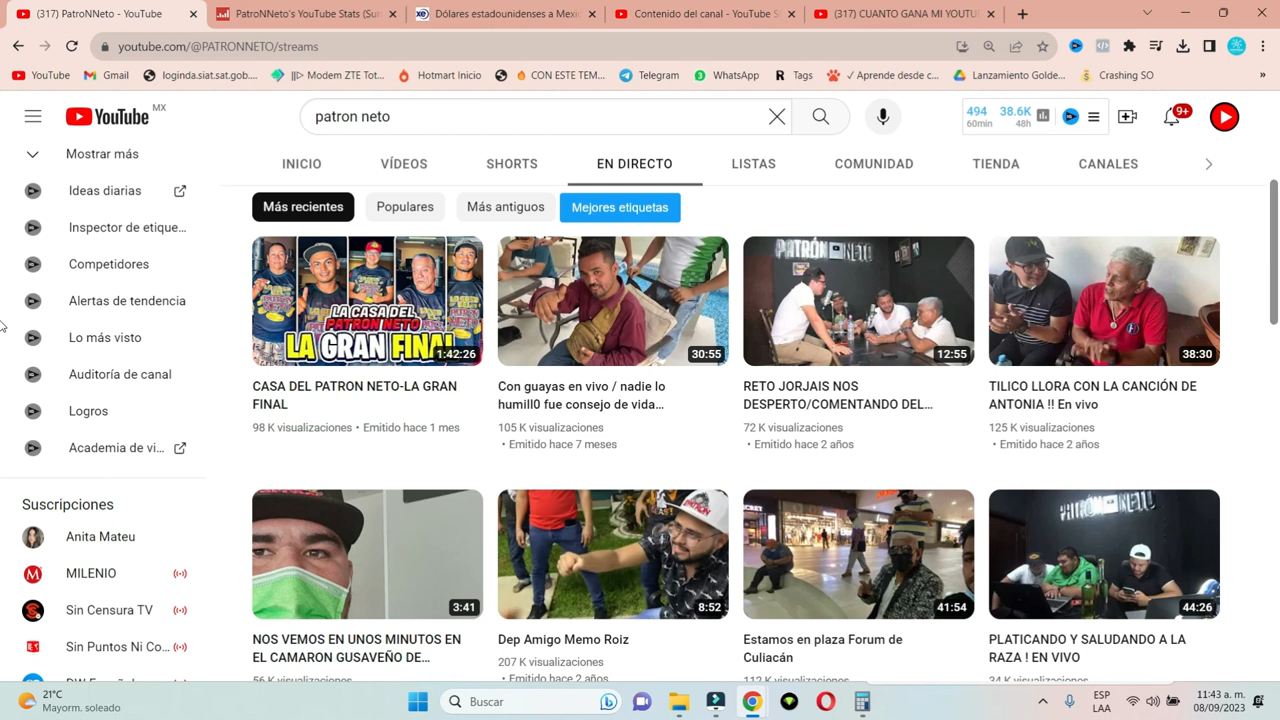 (317) PatroNNeto - YouTube
PatroNNeto's YouTube Stats (Sum
Dólares estadounidenses a Mexic
Contenido del canal - YouTube S
(317) CUANTO GANA MI YOUTU
youtube.com/@PATRONNETO/streams
YouTube
Gmail
loginda.siat.sat.gob....
||▷ Modem ZTE Tot...
Hotmart Inicio
CON ESTE TEM...
Telegram
WhatsApp
Tags
✓ Aprende desde c...
Lanzamiento Golde...
Crashing SO
»
YouTube MX
patron neto
494 38.6K
60min 48h
9+
Mostrar más
INICIO VÍDEOS SHORTS EN DIRECTO LISTAS COMUNIDAD TIENDA CANALES
Ideas diarias
Inspector de etique...
Competidores
Alertas de tendencia
Lo más visto
Auditoría de canal
Logros
Academia de vi...
Suscripciones
Anita Mateu
MILENIO
Sin Censura TV
Sin Puntos Ni Co...
Más recientes Populares Más antiguos Mejores etiquetas
LA CASA DEL
PATRON NETO
LA GRAN FINAL
1:42:26
CASA DEL PATRON NETO-LA GRAN
FINAL
98 K visualizaciones • Emitido hace 1 mes
30:55
Con guayas en vivo / nadie lo
humill0 fue consejo de vida...
105 K visualizaciones
• Emitido hace 7 meses
PATRÓN NETO
12:55
RETO JORJAIS NOS
DESPERTO/COMENTANDO DEL...
72 K visualizaciones
• Emitido hace 2 años
38:30
TILICO LLORA CON LA CANCIÓN DE
ANTONIA !! En vivo
125 K visualizaciones
• Emitido hace 2 años
3:41
NOS VEMOS EN UNOS MINUTOS EN
EL CAMARON GUSAVEÑO DE...
56 K visualizaciones
8:52
Dep Amigo Memo Roiz
207 K visualizaciones
• Emitido hace 2 años
41:54
Estamos en plaza Forum de
Culiacán
112 K visualizaciones
PATRÓN NETO
44:26
PLATICANDO Y SALUDANDO A LA
RAZA ! EN VIVO
34 K visualizaciones
21°C
Mayorm. soleado
Buscar
ESP
LAA
11:43 a. m.
08/09/2023